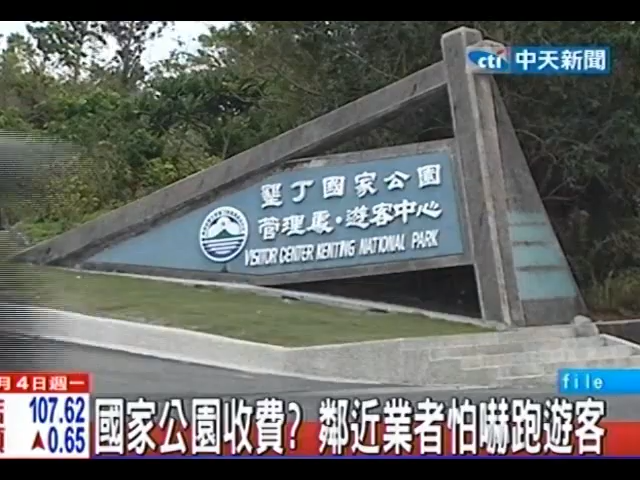 cti 中天新聞
墾丁國家公園
管理處·遊客中心
VISITOR CENTER KENTING NATIONAL PARK
file
月4日週一
107.62
▲0.65
國家公園收費? 鄰近業者怕嚇跑遊客